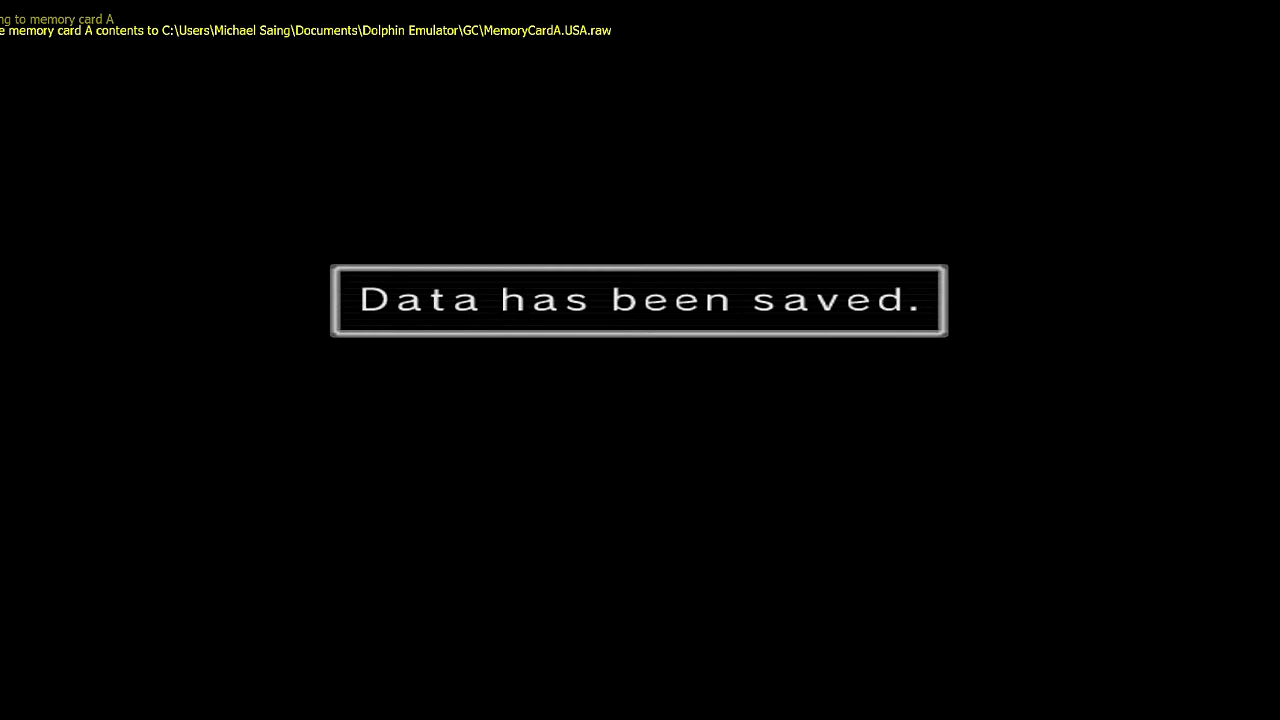 ng to memory card A
e memory card A contents to C:\Users\Michael Saing\Documents\Dolphin Emulator\GC\MemoryCardA.USA.raw
Data has been saved.